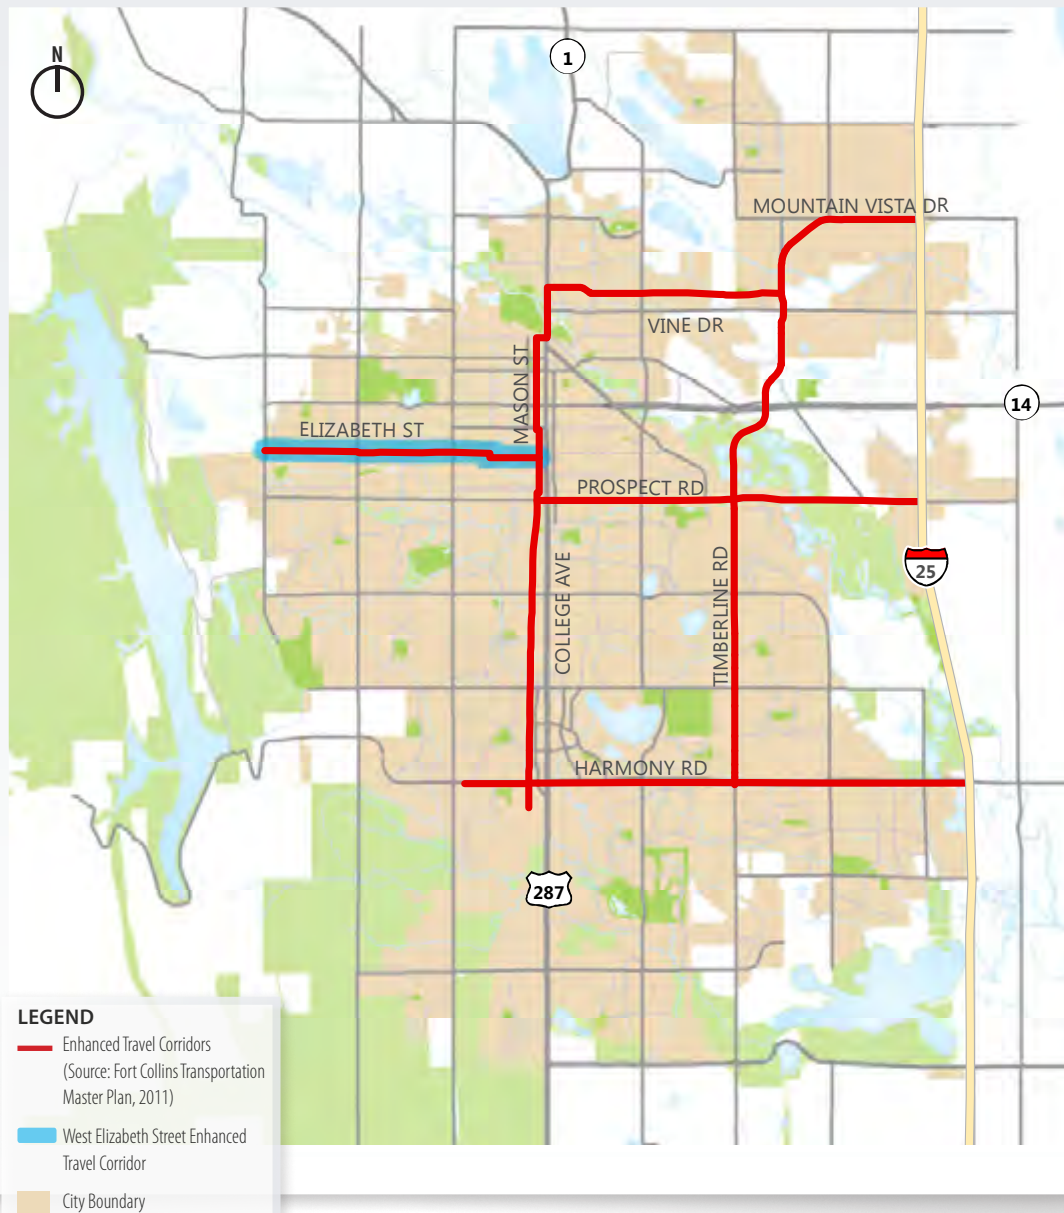 N
1
MOUNTAIN VISTA DR
VINE DR
MASON ST
14
ELIZABETH ST
PROSPECT RD
25
COLLEGE AVE
TIMBERLINE RD
HARMONY RD
287
LEGEND
Enhanced Travel Corridors
(Source: Fort Collins Transportation
Master Plan, 2011)
West Elizabeth Street Enhanced
Travel Corridor
City Boundary